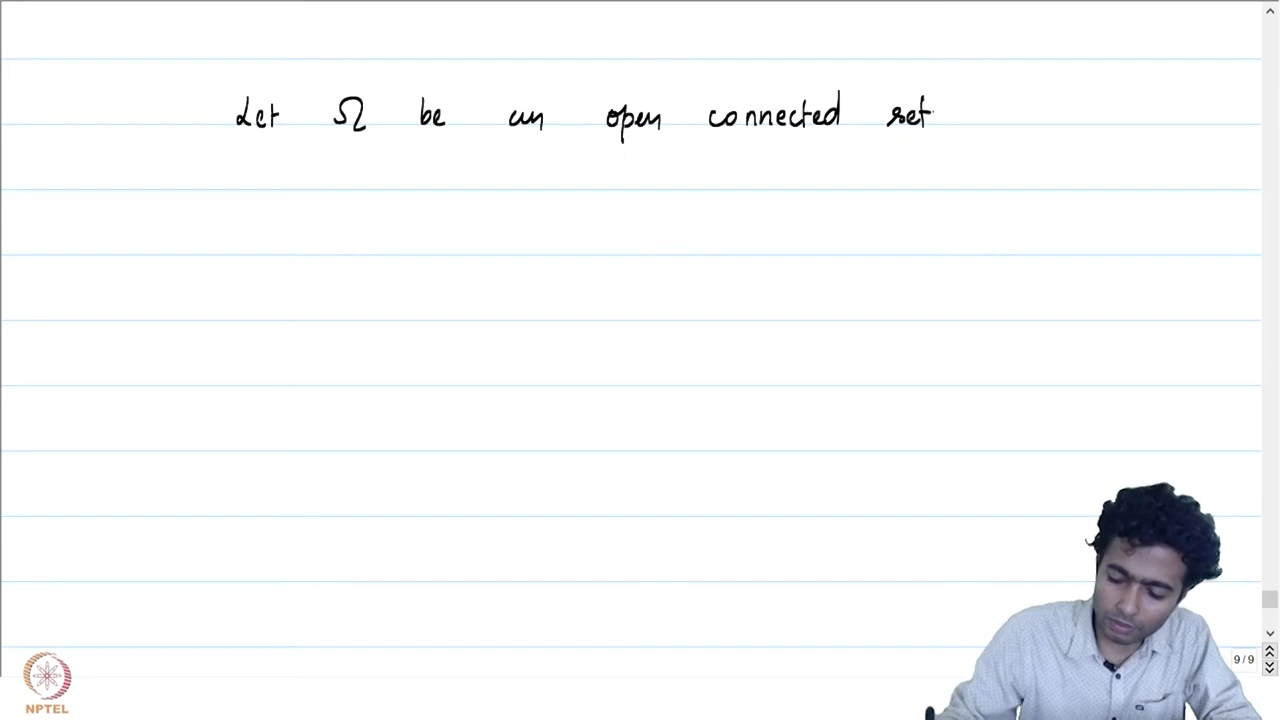 Let Ω be an open connected set
9 / 9
NPTEL